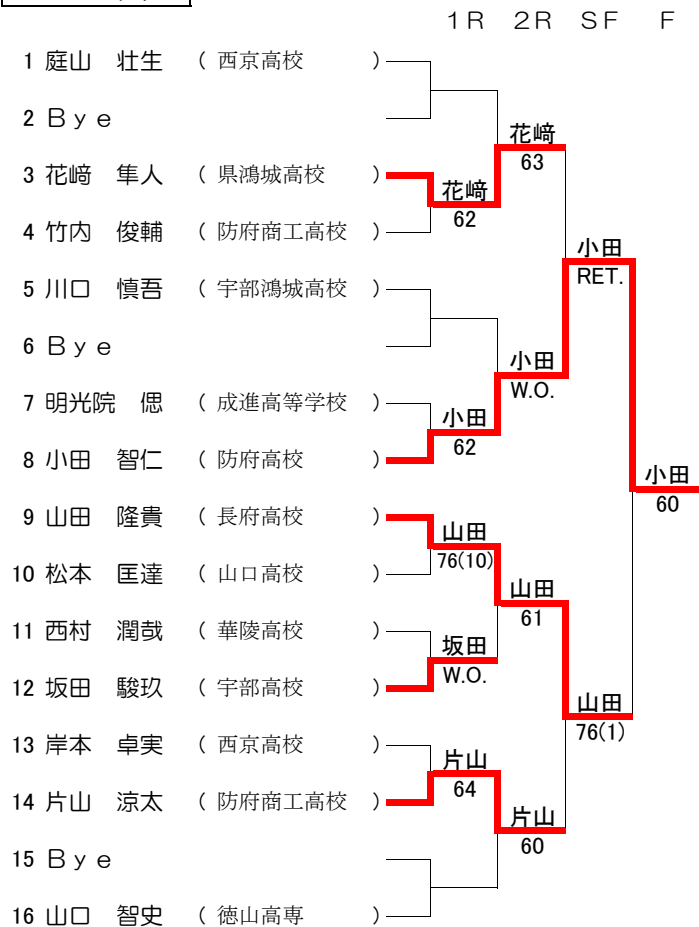 １Ｒ ２Ｒ ＳＦ Ｆ
1 庭山　壮生 （ 西京高校 ）
2 Ｂｙｅ
花﨑
63
3 花﨑　隼人 （ 県鴻城高校 ）
花﨑
62
4 竹内　俊輔 （ 防府商工高校 ）
小田
RET.
5 川口　慎吾 （ 宇部鴻城高校 ）
6 Ｂｙｅ
小田
W.O.
7 明光院　偲 （ 成進高等学校 ）
小田
62
8 小田　智仁 （ 防府高校 ）
小田
60
9 山田　隆貴 （ 長府高校 ）
山田
76(10)
10 松本　匡達 （ 山口高校 ）
山田
61
11 西村　潤哉 （ 華陵高校 ）
坂田
W.O.
12 坂田　駿玖 （ 宇部高校 ）
山田
76(1)
13 岸本　卓実 （ 西京高校 ）
片山
64
14 片山　涼太 （ 防府商工高校 ）
片山
60
15 Ｂｙｅ
16 山口　智史 （ 徳山高専 ）